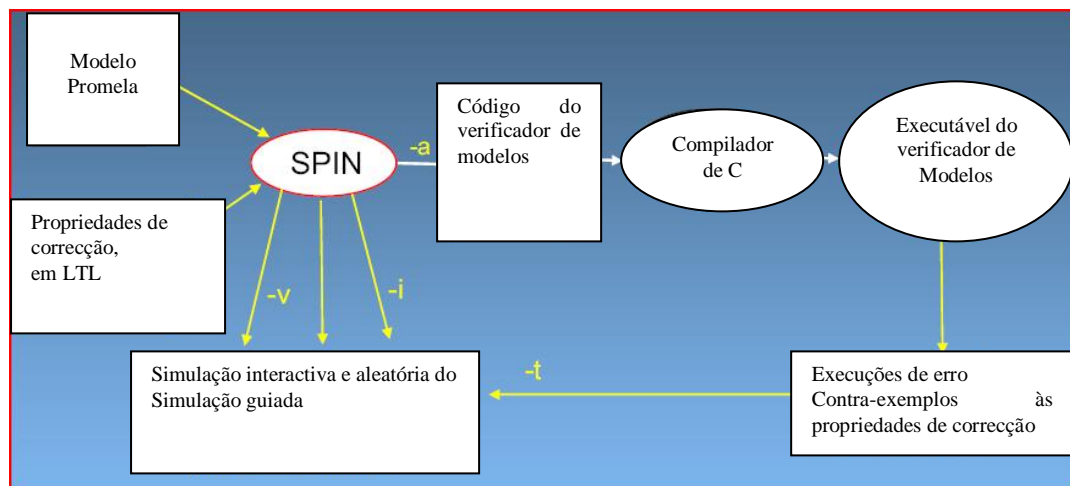 Modelo
Promela
Propriedades de
correcção,
em LTL
SPIN
-a
-v
-i
Código do
verificador de
modelos
Compilador
de C
Executável do
verificador de
Modelos
Simulação interactiva e aleatória do
Simulação guiada
-t
Execuções de erro
Contra-exemplos às
propriedades de correcção